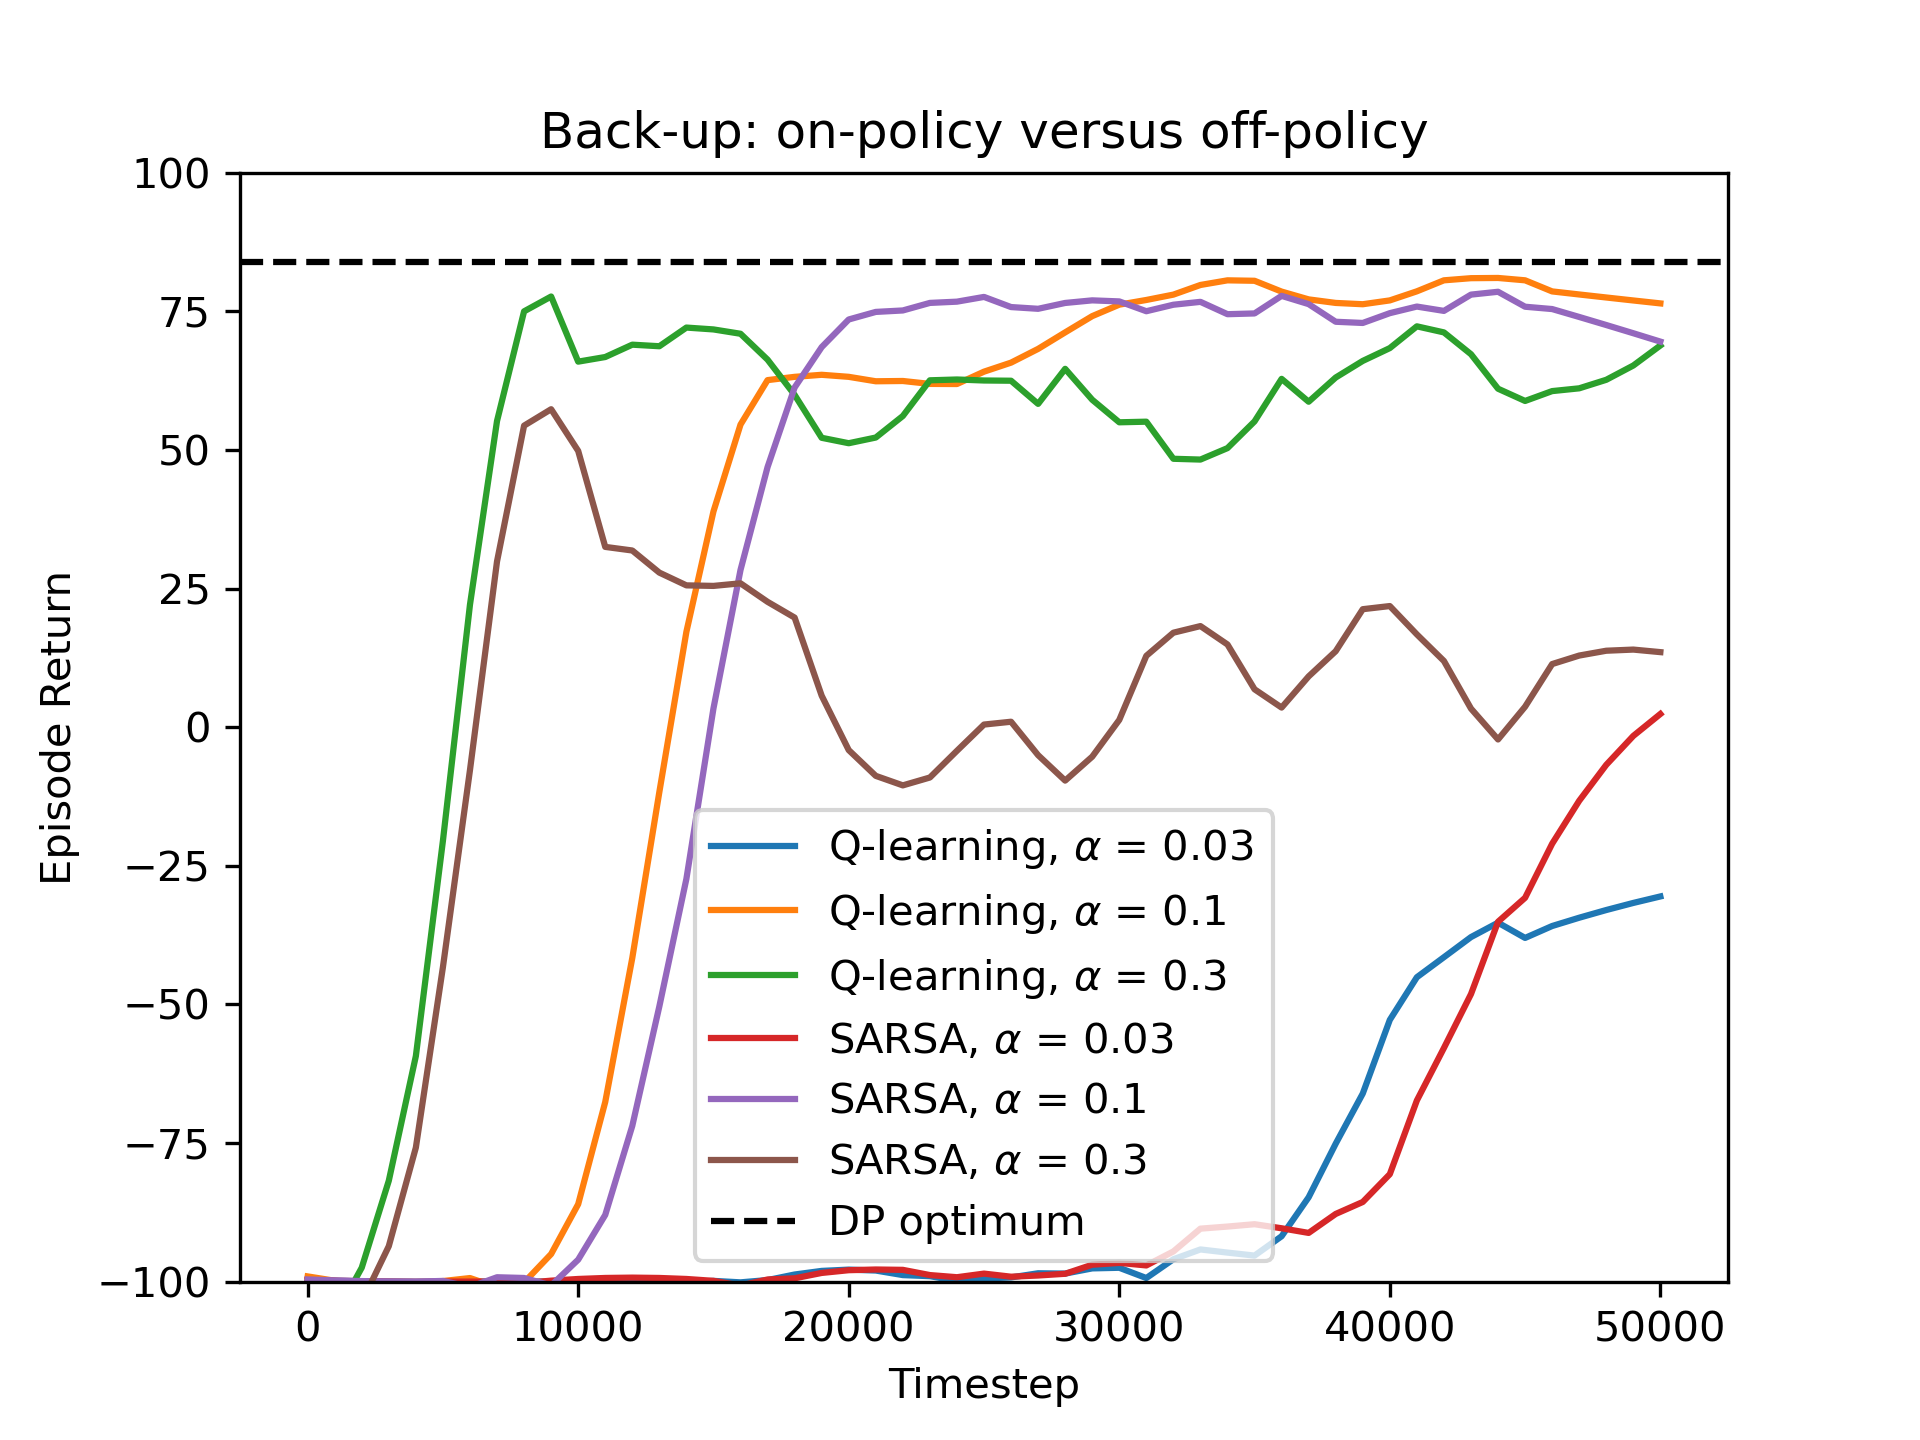 Back-up: on-policy versus off-policy
100
75
50
25
0
−25
−50
−75
−100
Episode Return
Q-learning, α = 0.03
Q-learning, α = 0.1
Q-learning, α = 0.3
SARSA, α = 0.03
SARSA, α = 0.1
SARSA, α = 0.3
DP optimum
0 10000 20000 30000 40000 50000
Timestep